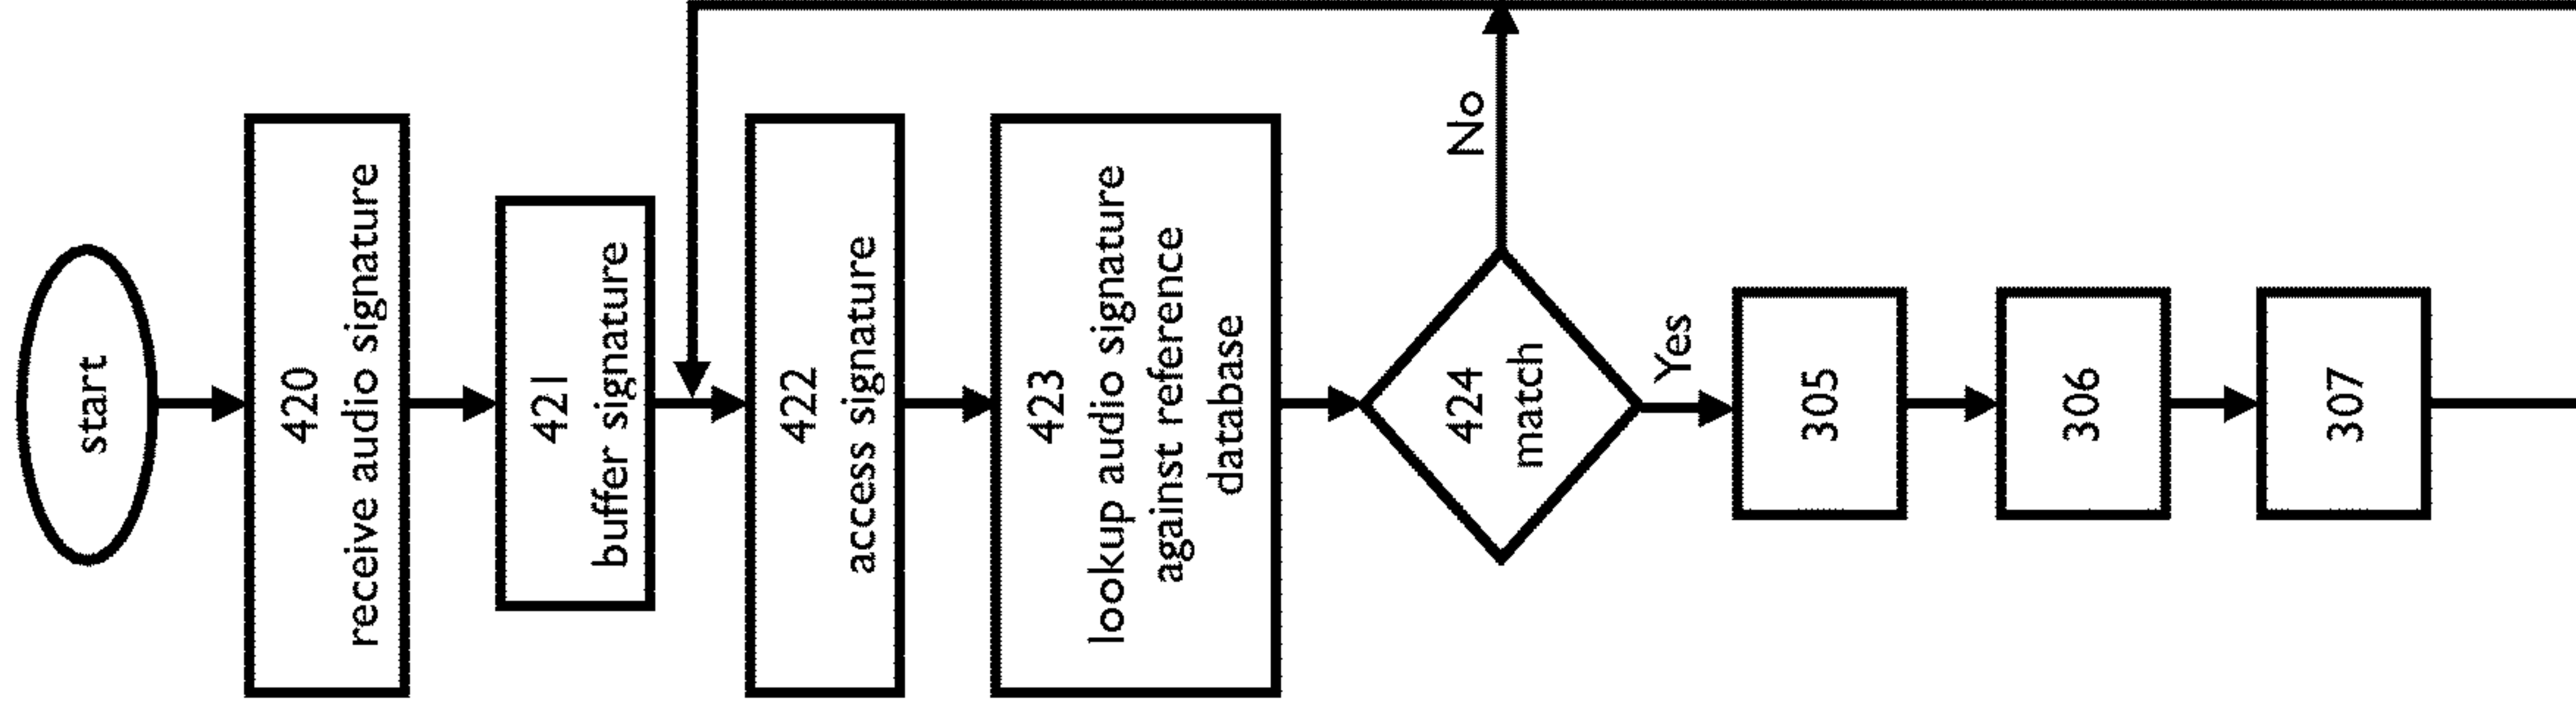 start
420
receive audio signature
421
buffer signature
422
access signature
423
lookup audio signature
against reference
database
424
match
No
Yes
305
306
307